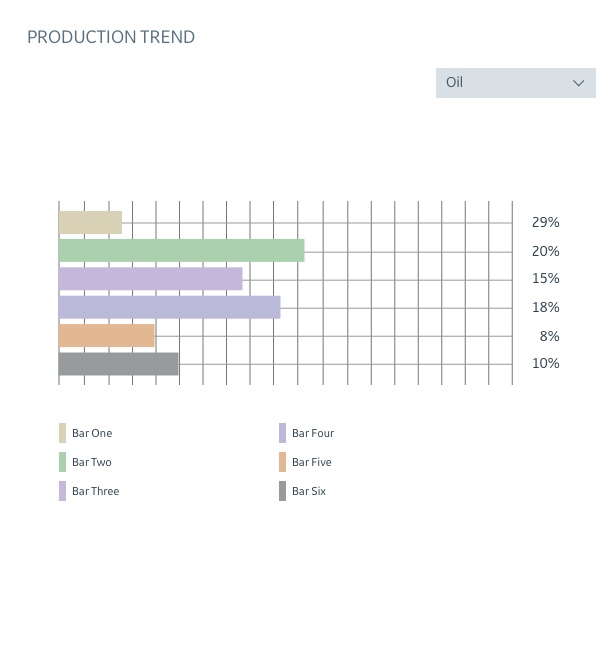 PRODUCTION TREND
Oil
29%
20%
15%
18%
8%
10%
Bar One
Bar Four
Bar Two
Bar Five
Bar Three
Bar Six